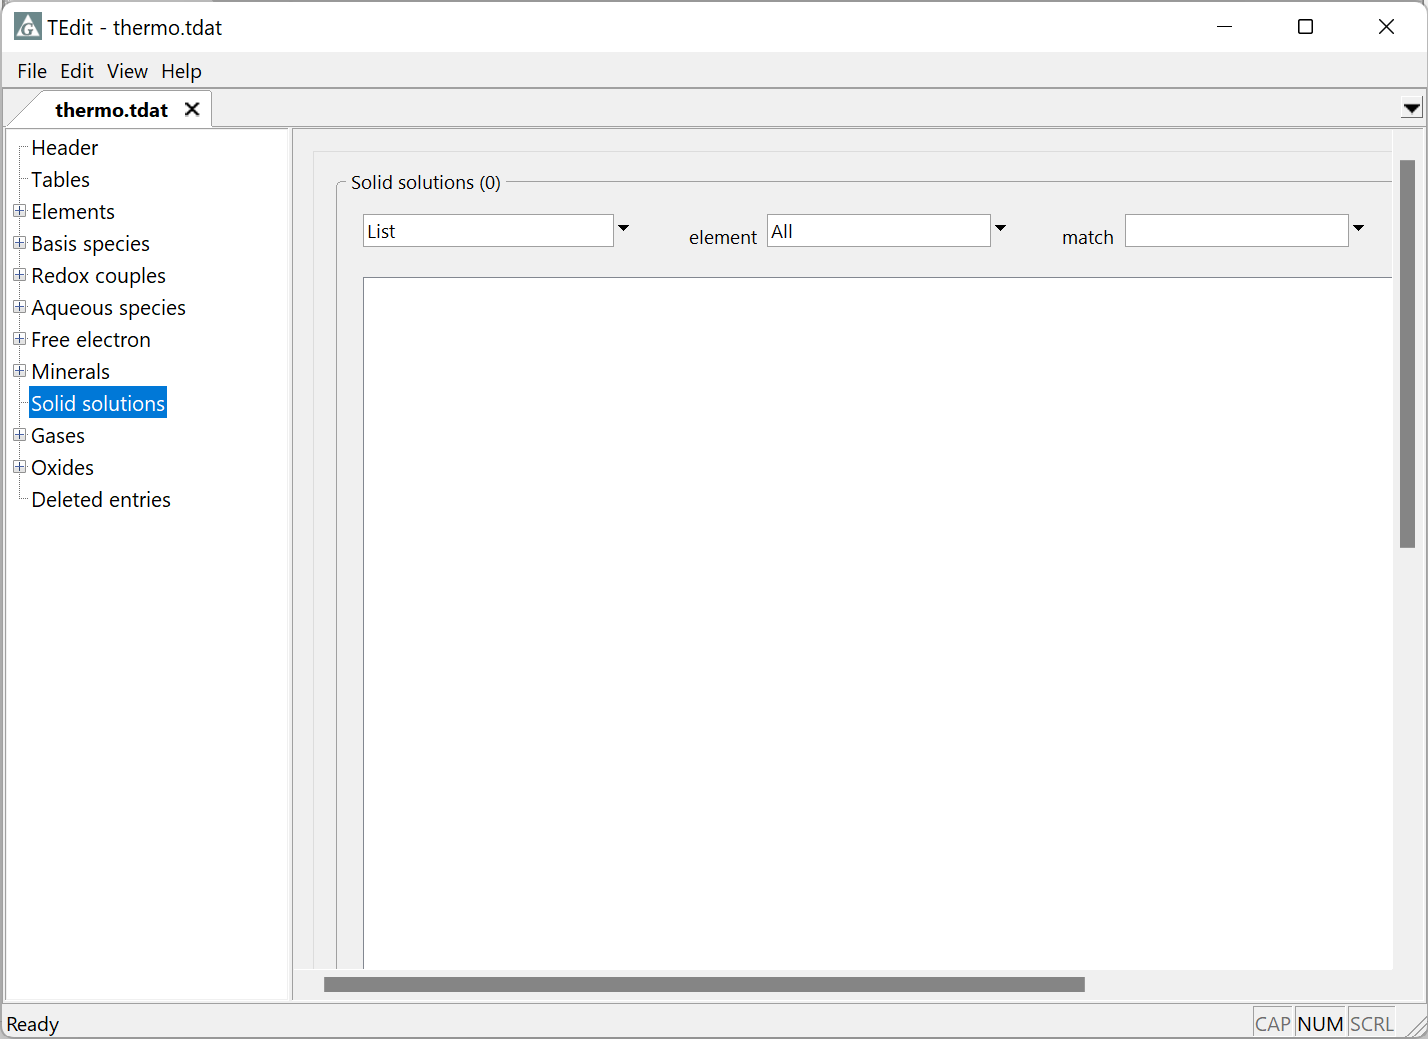 TEdit - thermo.tdat
File Edit View Help
thermo.tdat
Header
Tables
Elements
Basis species
Redox couples
Aqueous species
Free electron
Minerals
Solid solutions
Gases
Oxides
Deleted entries
Solid solutions (0)
List element All match
Ready CAP NUM SCRL